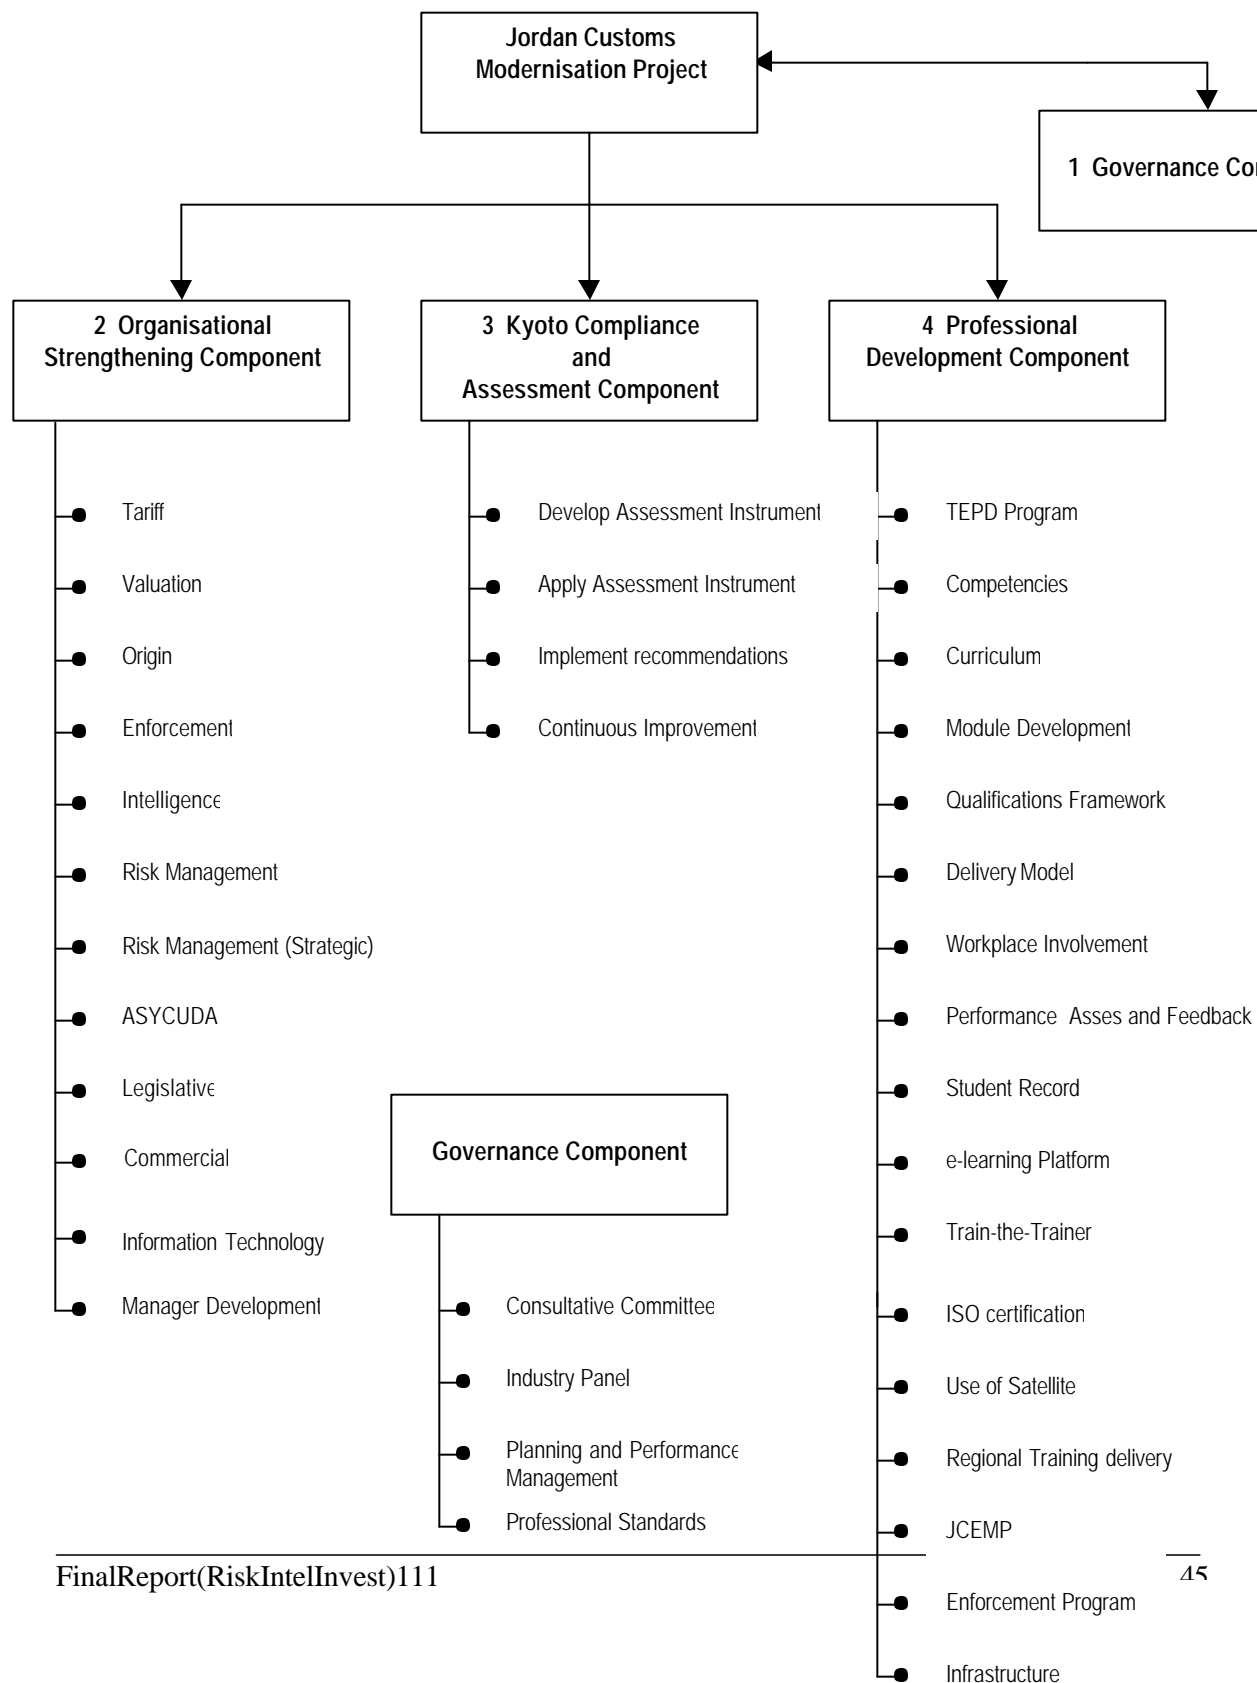 Jordan Customs
Modernisation Project
1 Governance
2 Organisational
Strengthening Component
3 Kyoto Compliance
and
Assessment Component
4 Professional
Development Component
Tariff
Valuation
Origin
Enforcement
Intelligence
Risk Management
Risk Management (Strategic)
ASYCUDA
Legislative
Commercial
Information Technology
Manager Development
Develop Assessment Instrument
Apply Assessment Instrument
Implement recommendations
Continuous Improvement
Governance Component
Consultative Committee
Industry Panel
Planning and Performance
Management
Professional Standards
TEPD Program
Competencies
Curriculum
Module Development
Qualifications Framework
Delivery Model
Workplace Involvement
Performance Asses and Feedback
Student Record
e-learning Platform
Train-the-Trainer
ISO certification
Use of Satellite
Regional Training delivery
JCEMP
Enforcement Program
Infrastructure
FinalReport(RiskIntelInvest)111
45